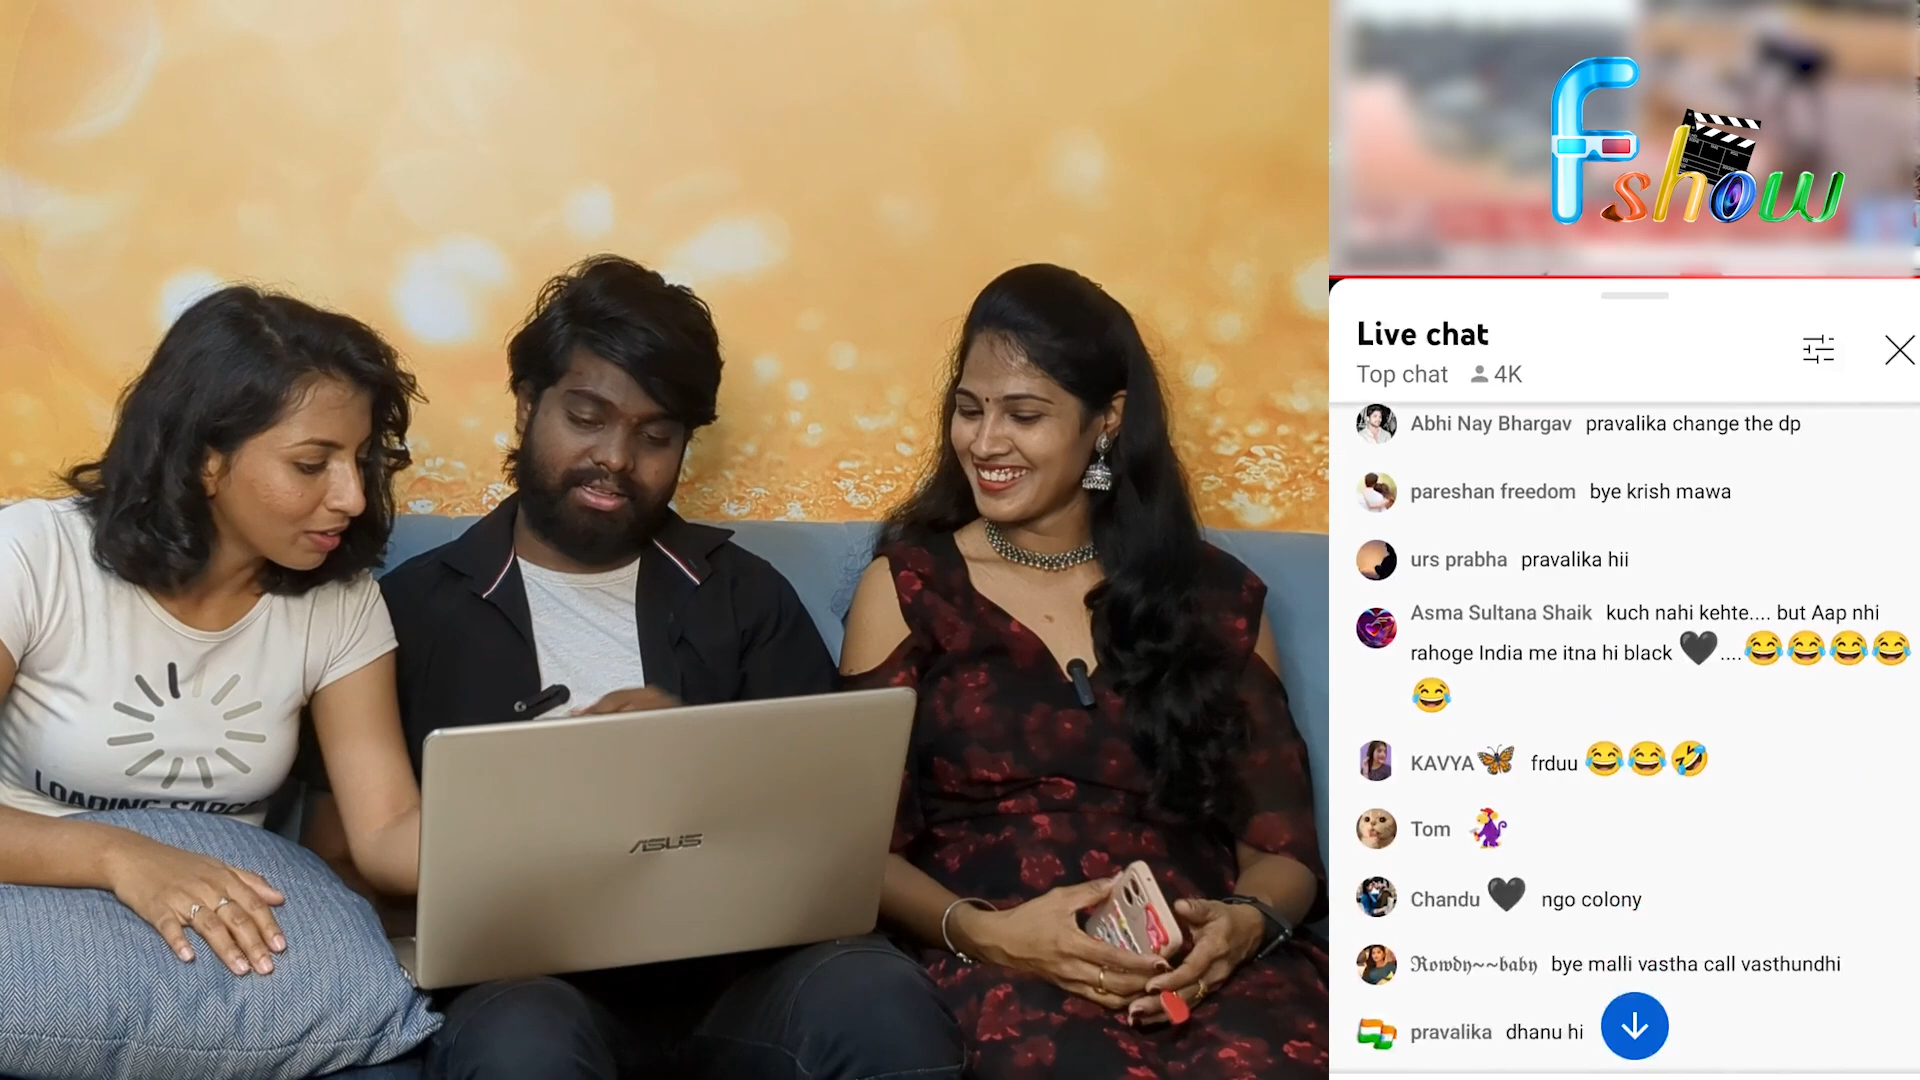 LOADING SARC
ASUS
Fshow
Live chat
Top chat 4K
Abhi Nay Bhargav pravalika change the dp
pareshan freedom bye krish mawa
urs prabha pravalika hii
Asma Sultana Shaik kuch nahi kehte.... but Aap nhi
rahoge India me itna hi black 🖤....😂😂😂😂
😂
KAVYA🦋 frduu 😂😂🤣
Tom
Chandu🖤 ngo colony
Rowdy~~baby bye malli vastha call vasthundhi
pravalika dhanu hi